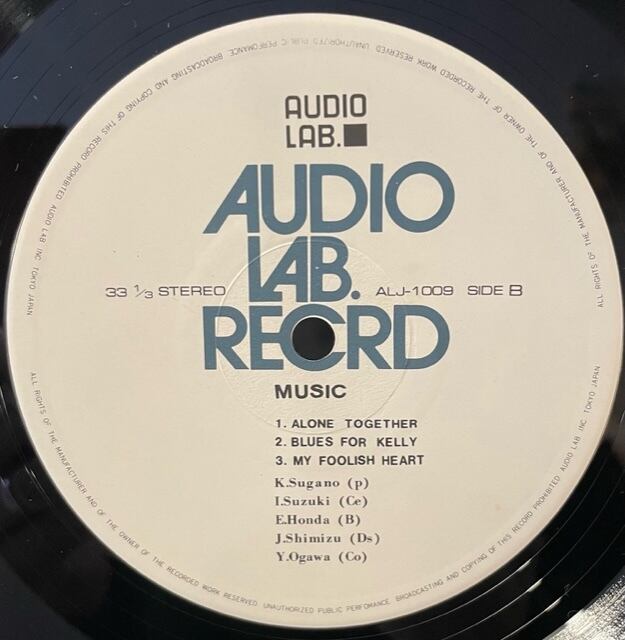 AUDIO
LAB.
AUDIO
LAB.
RECRD
33 1/3 STEREO
ALJ-1009 SIDE B
MUSIC
1. ALONE TOGETHER
2. BLUES FOR KELLY
3. MY FOOLISH HEART
K.Sugano (p)
I.Suzuki (Ce)
E.Honda (B)
J.Shimizu (Ds)
Y.Ogawa (Co)
ALL RIGHTS OF THE MANUFACTURER AND OF THE OWNER OF THE RECORDED WORK RESERVED UNAUTHORIZED PUBLIC PERFOMANCE BROADCASTING AND COPYING OF THIS RECORD PROHIBITED AUDIO LAB INC TOKYO JAPAN
ALL RIGHTS OF THE MANUFACTURER AND OF THE OWNER OF THE RECORDED WORK RESERVED UNAUTHORIZED PUBLIC PERFOMANCE BROADCASTING AND COPYING OF THIS RECORD PROHIBITED AUDIO LAB INC TOKYO JAPAN